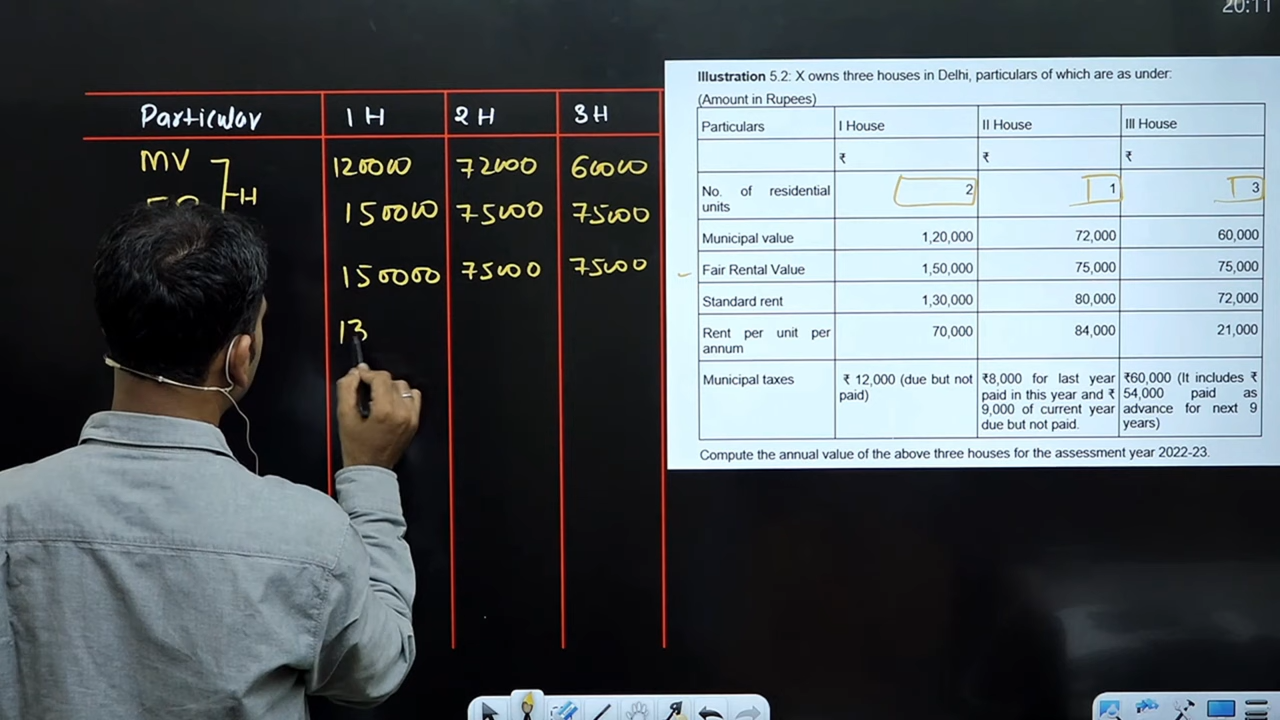 20:11
Particular 1 H 2 H 3 H
MV 120000 72000 60000
H
150000 75000 75000
150000 75000 75000
13
Illustration 5.2: X owns three houses in Delhi, particulars of which are as under:
(Amount in Rupees)
Particulars I House II House III House
₹ ₹ ₹
No. of residential units 2 1 3
Municipal value 1,20,000 72,000 60,000
Fair Rental Value 1,50,000 75,000 75,000
Standard rent 1,30,000 80,000 72,000
Rent per unit per annum 70,000 84,000 21,000
Municipal taxes ₹ 12,000 (due but not paid) ₹8,000 for last year paid in this year and ₹ 9,000 of current year due but not paid. ₹60,000 (It includes ₹ 54,000 paid as advance for next 9 years)
Compute the annual value of the above three houses for the assessment year 2022-23.